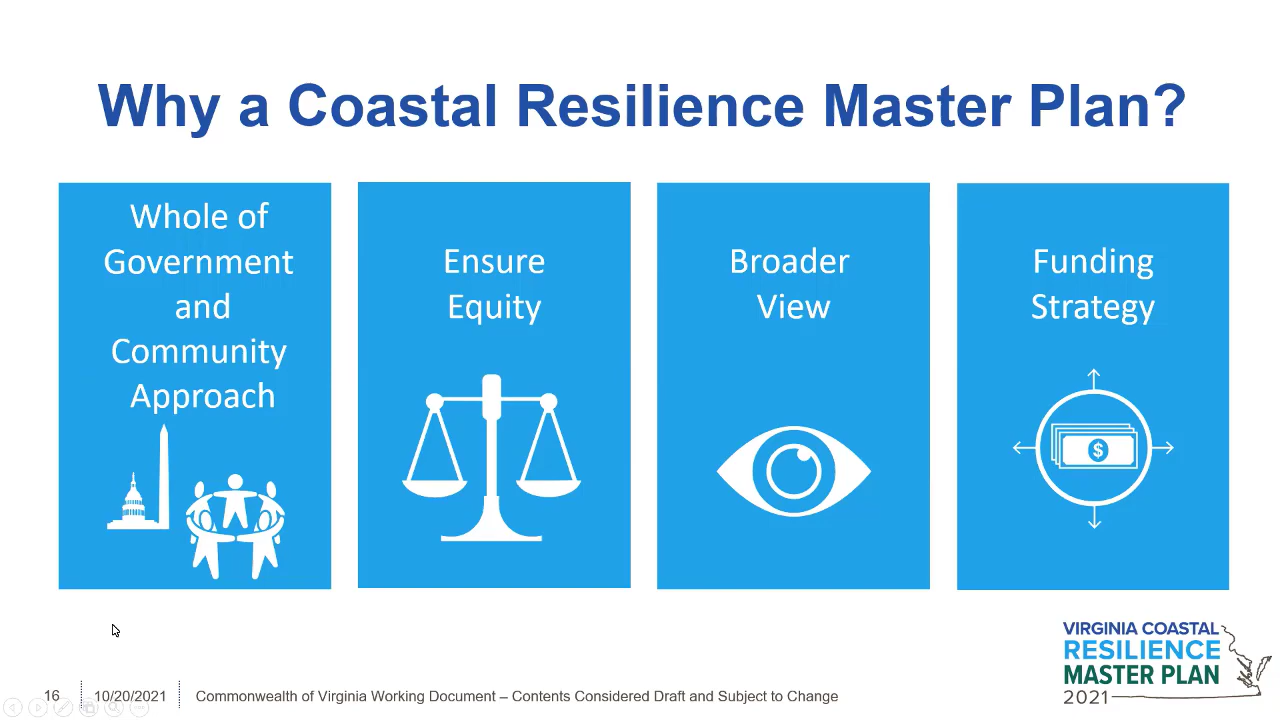 Why a Coastal Resilience Master Plan?
Whole of
Government
and
Community
Approach
Ensure
Equity
Broader
View
Funding
Strategy
$
VIRGINIA COASTAL
RESILIENCE
MASTER PLAN
2021
16
10/20/2021
Commonwealth of Virginia Working Document – Contents Considered Draft and Subject to Change